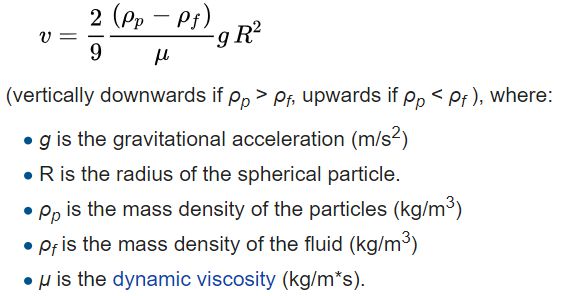 v = 2/9 (ρp − ρf)/μ g R²
(vertically downwards if ρp > ρf, upwards if ρp < ρf ), where:
• g is the gravitational acceleration (m/s²)
• R is the radius of the spherical particle.
• ρp is the mass density of the particles (kg/m³)
• ρf is the mass density of the fluid (kg/m³)
• μ is the dynamic viscosity (kg/m*s).